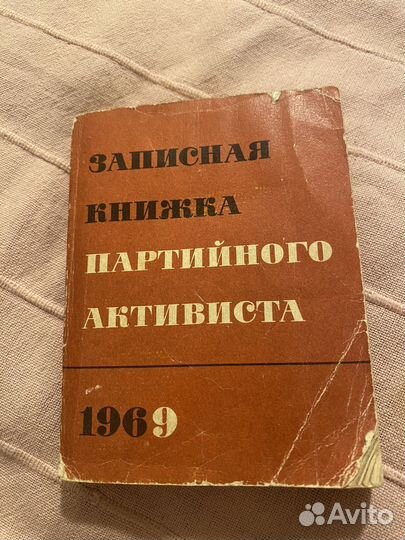 ЗАПИСНАЯ
КНИЖКА
ПАРТИЙНОГО
АКТИВИСТА
1969
Avito